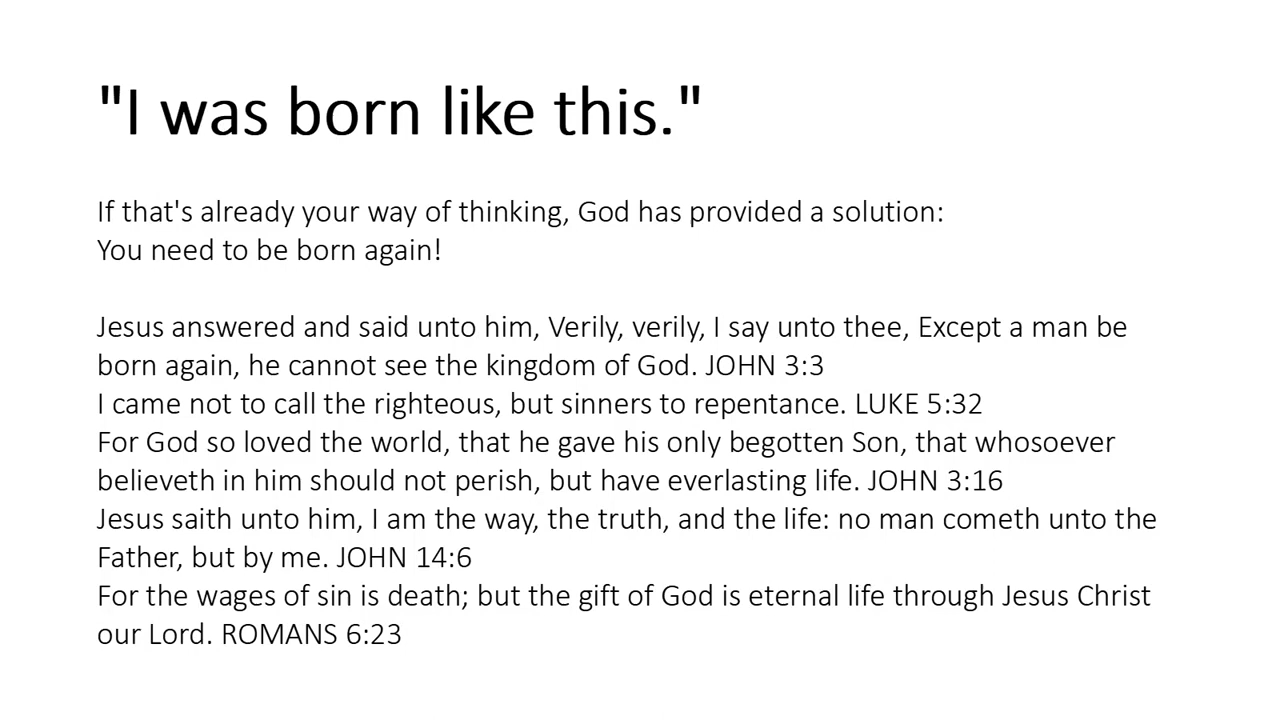 "I was born like this."
If that's already your way of thinking, God has provided a solution:
You need to be born again!
Jesus answered and said unto him, Verily, verily, I say unto thee, Except a man be
born again, he cannot see the kingdom of God. JOHN 3:3
I came not to call the righteous, but sinners to repentance. LUKE 5:32
For God so loved the world, that he gave his only begotten Son, that whosoever
believeth in him should not perish, but have everlasting life. JOHN 3:16
Jesus saith unto him, I am the way, the truth, and the life: no man cometh unto the
Father, but by me. JOHN 14:6
For the wages of sin is death; but the gift of God is eternal life through Jesus Christ
our Lord. ROMANS 6:23